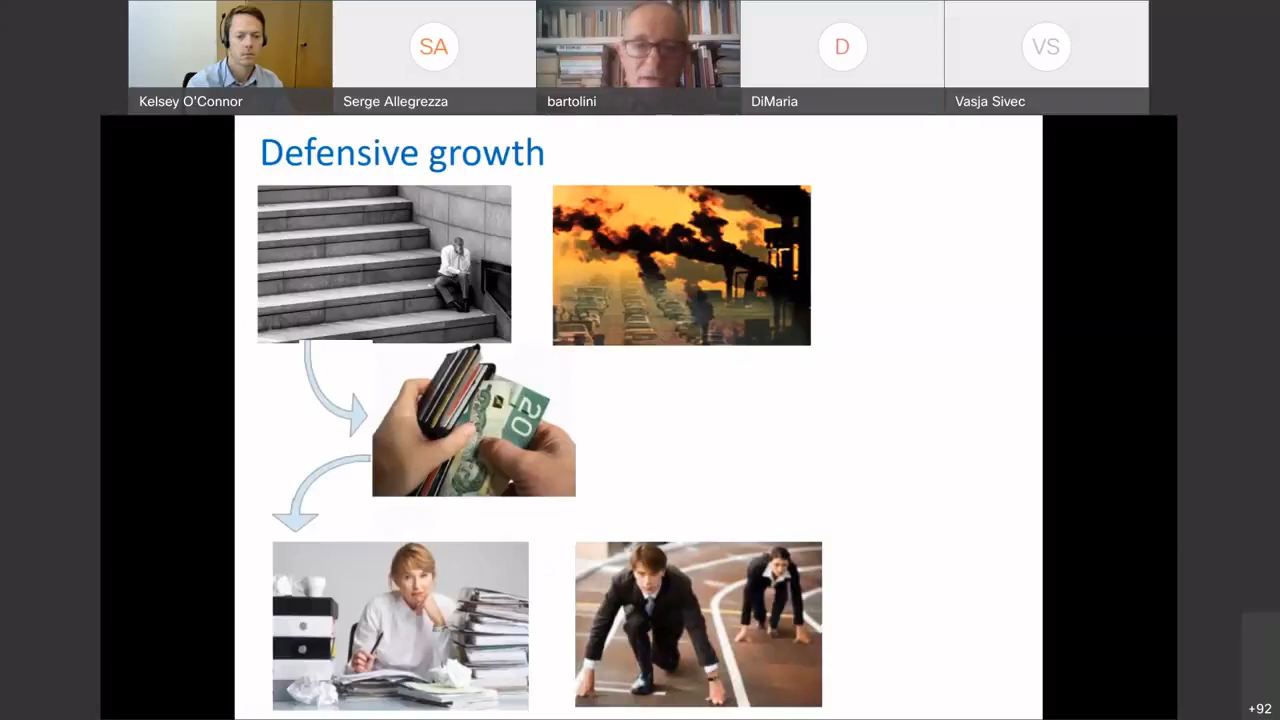 SA
D
VS
Kelsey O'Connor
Serge Allegrezza
bartolini
DiMaria
Vasja Sivec
Defensive growth
20
+92